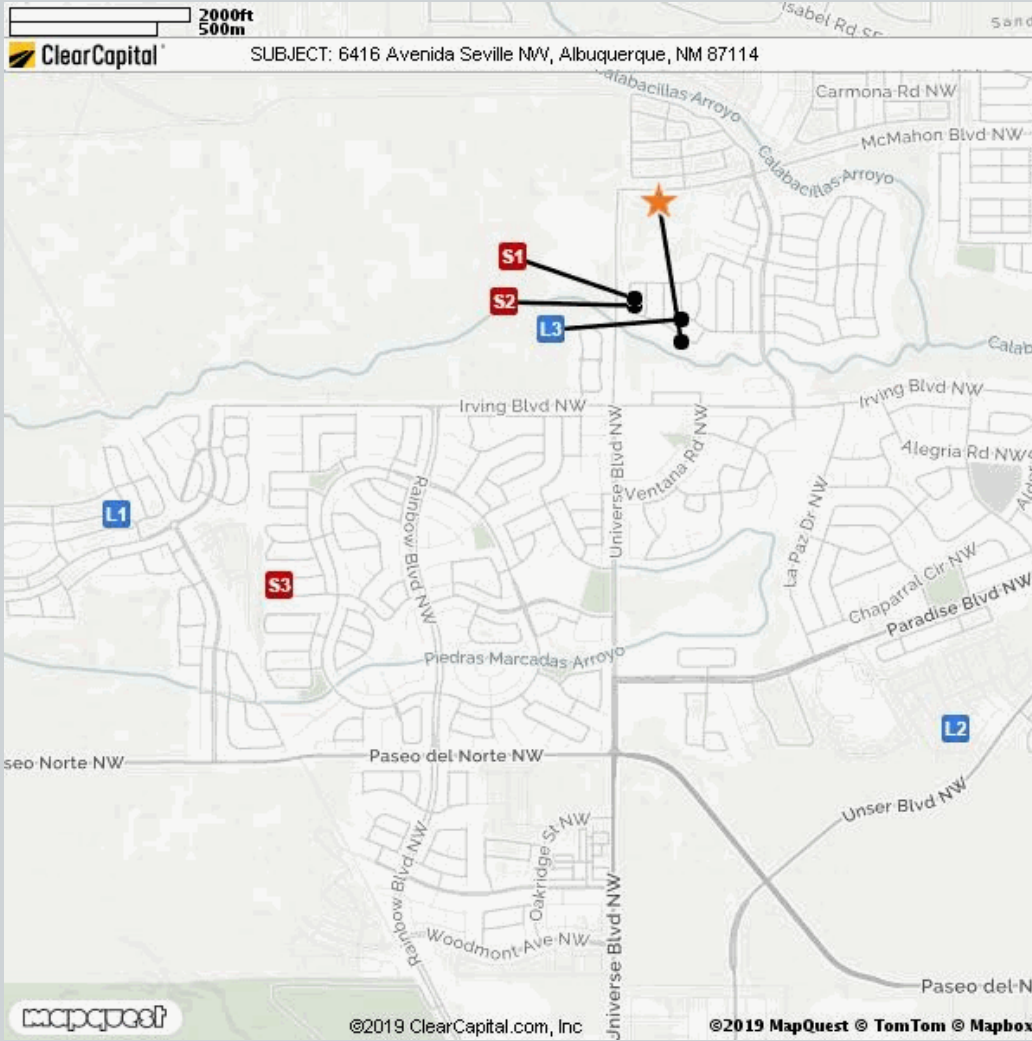 2000ft
500m
Isabel Rd SE
ClearCapital
SUBJECT: 6416 Avenida Seville NW, Albuquerque, NM 87114
Calabacillas Arroyo
Carmona Rd NW
McMahon Blvd NW
Calabacillas Arroyo
S1
S2
L3
Irving Blvd NW
Irving Blvd NW
Universe Blvd NW
Ventana Rd NW
Alegria Rd NW
Rainbow Blvd NW
La Paz Dr NW
L1
S3
Chaparral Cir NW
Paradise Blvd NW
Piedras Marcadas Arroyo
L2
seo Norte NW
Paseo del Norte NW
Unser Blvd NW
Oakridge St NW
Rainbow Blvd NW
Woodmont Ave NW
Universe Blvd NW
Paseo del N
mapquest
©2019 ClearCapital.com, Inc
©2019 MapQuest © TomTom © Mapbox